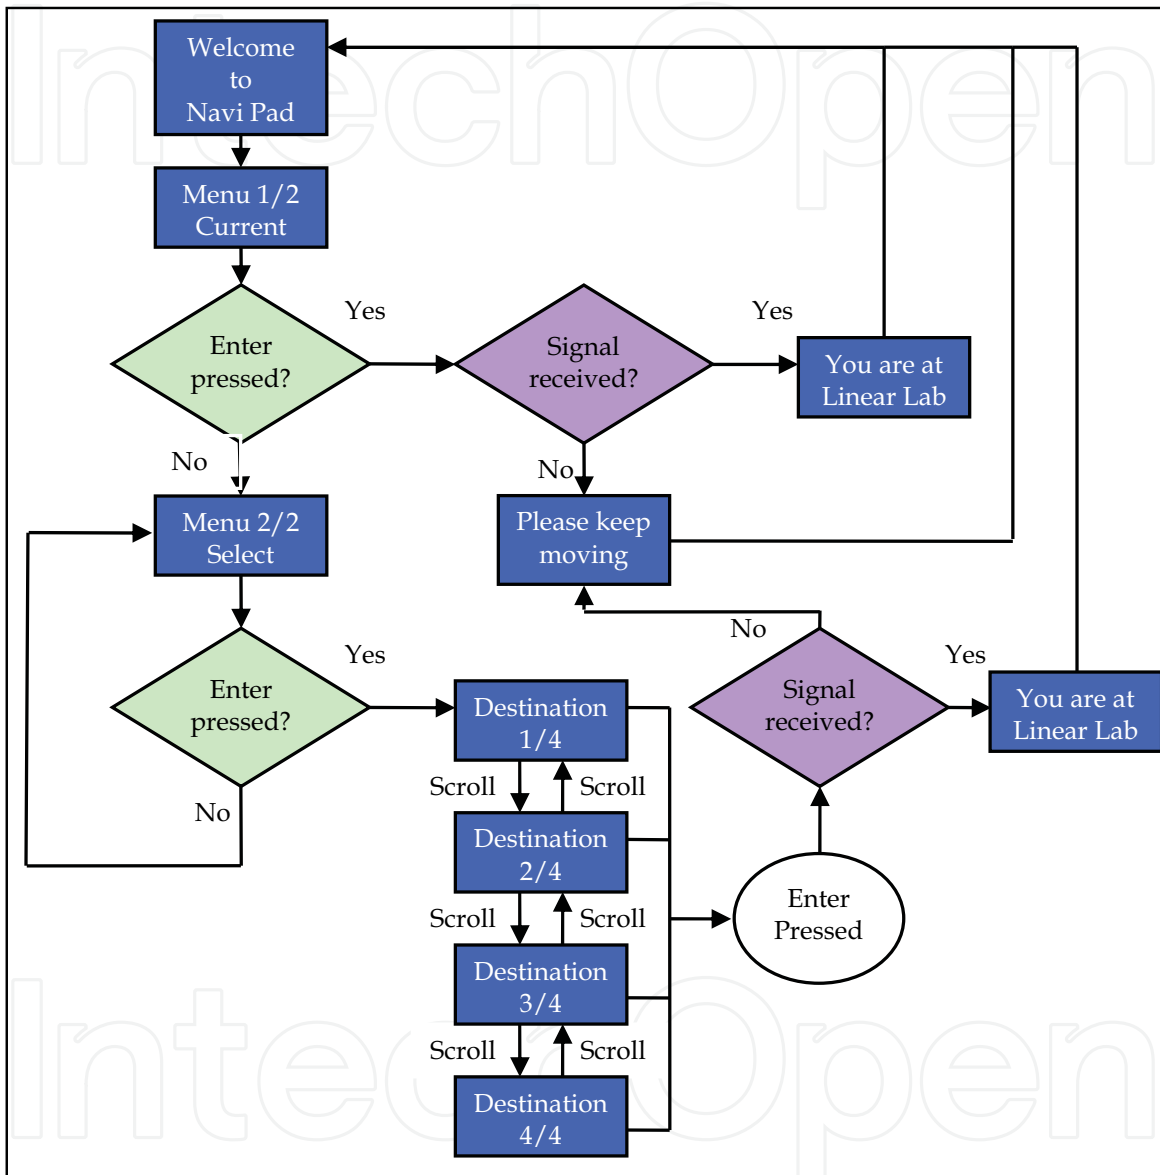 IntechOpen
Welcome
to
Navi Pad
Menu 1/2
Current
Enter
pressed?
Yes
Signal
received?
Yes
You are at
Linear Lab
No
No
Menu 2/2
Select
Please keep
moving
Enter
pressed?
Yes
No
Destination
1/4
No
Signal
received?
Yes
You are at
Linear Lab
Scroll
Scroll
Destination
2/4
Scroll
Scroll
Enter
Pressed
Destination
3/4
Scroll
Scroll
Destination
4/4
IntechOpen